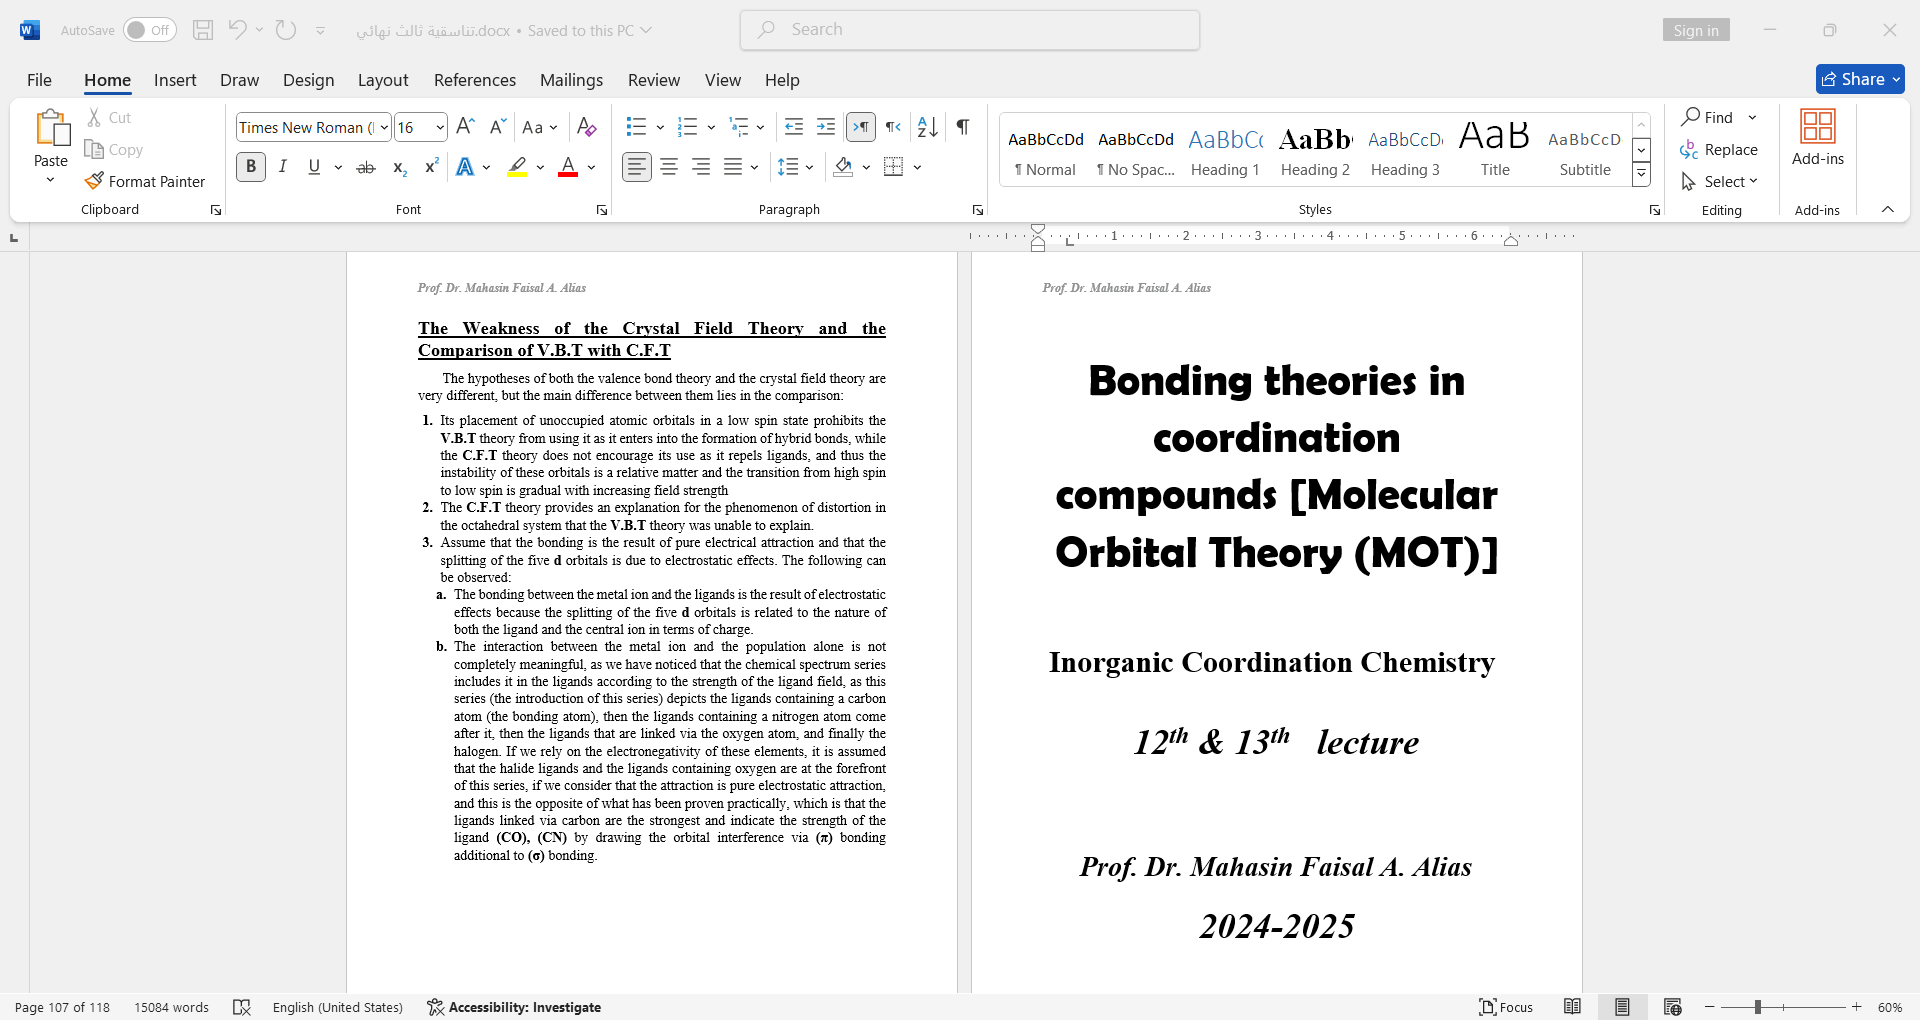 AutoSave Off تناسقية ثالث نهائي.docx • Saved to this PC Search Sign in
File Home Insert Draw Design Layout References Mailings Review View Help Share
Paste Cut Copy Format Painter Clipboard
Times New Roman ( 16 Aa Font
B I U ab x₂ x² A A
Paragraph
AaBbCcDd ¶ Normal
AaBbCcDd ¶ No Spac...
AaBbCc Heading 1
AaBb Heading 2
AaBbCcD Heading 3
AaB Title
AaBbCcD Subtitle
Styles
Find Replace Select Editing
Add-ins Add-ins
1 2 3 4 5 6
Prof. Dr. Mahasin Faisal A. Alias
The Weakness of the Crystal Field Theory and the
Comparison of V.B.T with C.F.T
The hypotheses of both the valence bond theory and the crystal field theory are
very different, but the main difference between them lies in the comparison:
1. Its placement of unoccupied atomic orbitals in a low spin state prohibits the
V.B.T theory from using it as it enters into the formation of hybrid bonds, while
the C.F.T theory does not encourage its use as it repels ligands, and thus the
instability of these orbitals is a relative matter and the transition from high spin
to low spin is gradual with increasing field strength
2. The C.F.T theory provides an explanation for the phenomenon of distortion in
the octahedral system that the V.B.T theory was unable to explain.
3. Assume that the bonding is the result of pure electrical attraction and that the
splitting of the five d orbitals is due to electrostatic effects. The following can
be observed:
a. The bonding between the metal ion and the ligands is the result of electrostatic
effects because the splitting of the five d orbitals is related to the nature of
both the ligand and the central ion in terms of charge.
b. The interaction between the metal ion and the population alone is not
completely meaningful, as we have noticed that the chemical spectrum series
includes it in the ligands according to the strength of the ligand field, as this
series (the introduction of this series) depicts the ligands containing a carbon
atom (the bonding atom), then the ligands containing a nitrogen atom come
after it, then the ligands that are linked via the oxygen atom, and finally the
halogen. If we rely on the electronegativity of these elements, it is assumed
that the halide ligands and the ligands containing oxygen are at the forefront
of this series, if we consider that the attraction is pure electrostatic attraction,
and this is the opposite of what has been proven practically, which is that the
ligands linked via carbon are the strongest and indicate the strength of the
ligand (CO), (CN) by drawing the orbital interference via (π) bonding
additional to (σ) bonding.
Prof. Dr. Mahasin Faisal A. Alias
Bonding theories in
coordination
compounds [Molecular
Orbital Theory (MOT)]
Inorganic Coordination Chemistry
12th & 13th lecture
Prof. Dr. Mahasin Faisal A. Alias
2024-2025
Page 107 of 118 15084 words English (United States) Accessibility: Investigate Focus 60%